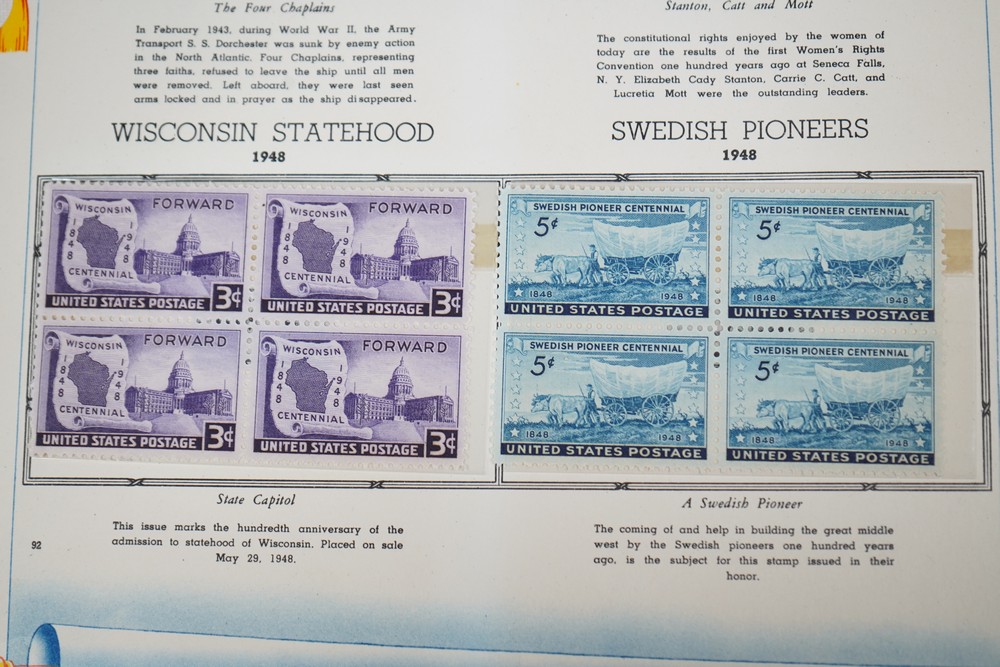 The Four Chaplains
In February 1943, during World War II, the Army
Transport S. S. Dorchester was sunk by enemy action
in the North Atlantic. Four Chaplains, representing
three faiths, refused to leave the ship until all men
were removed. Left aboard, they were last seen
arms locked and in prayer as the ship disappeared.
Stanton, Catt and Mott
The constitutional rights enjoyed by the women of
today are the results of the first Women's Rights
Convention one hundred years ago at Seneca Falls,
N. Y. Elizabeth Cady Stanton, Carrie C. Catt, and
Lucretia Mott were the outstanding leaders.
WISCONSIN STATEHOOD
1948
SWEDISH PIONEERS
1948
WISCONSIN FORWARD
1848 1948
CENTENNIAL
UNITED STATES POSTAGE 3¢
WISCONSIN FORWARD
1848 1948
CENTENNIAL
UNITED STATES POSTAGE 3¢
SWEDISH PIONEER CENTENNIAL
5¢
1848 1948
UNITED STATES POSTAGE
SWEDISH PIONEER CENTENNIAL
5¢
1848 1948
UNITED STATES POSTAGE
WISCONSIN FORWARD
1848 1948
CENTENNIAL
UNITED STATES POSTAGE 3¢
WISCONSIN FORWARD
1848 1948
CENTENNIAL
UNITED STATES POSTAGE 3¢
SWEDISH PIONEER CENTENNIAL
5¢
1848 1948
UNITED STATES POSTAGE
SWEDISH PIONEER CENTENNIAL
5¢
1848 1948
UNITED STATES POSTAGE
State Capitol
This issue marks the hundredth anniversary of the
admission to statehood of Wisconsin. Placed on sale
May 29, 1948.
92
A Swedish Pioneer
The coming of and help in building the great middle
west by the Swedish pioneers one hundred years
ago, is the subject for this stamp issued in their
honor.